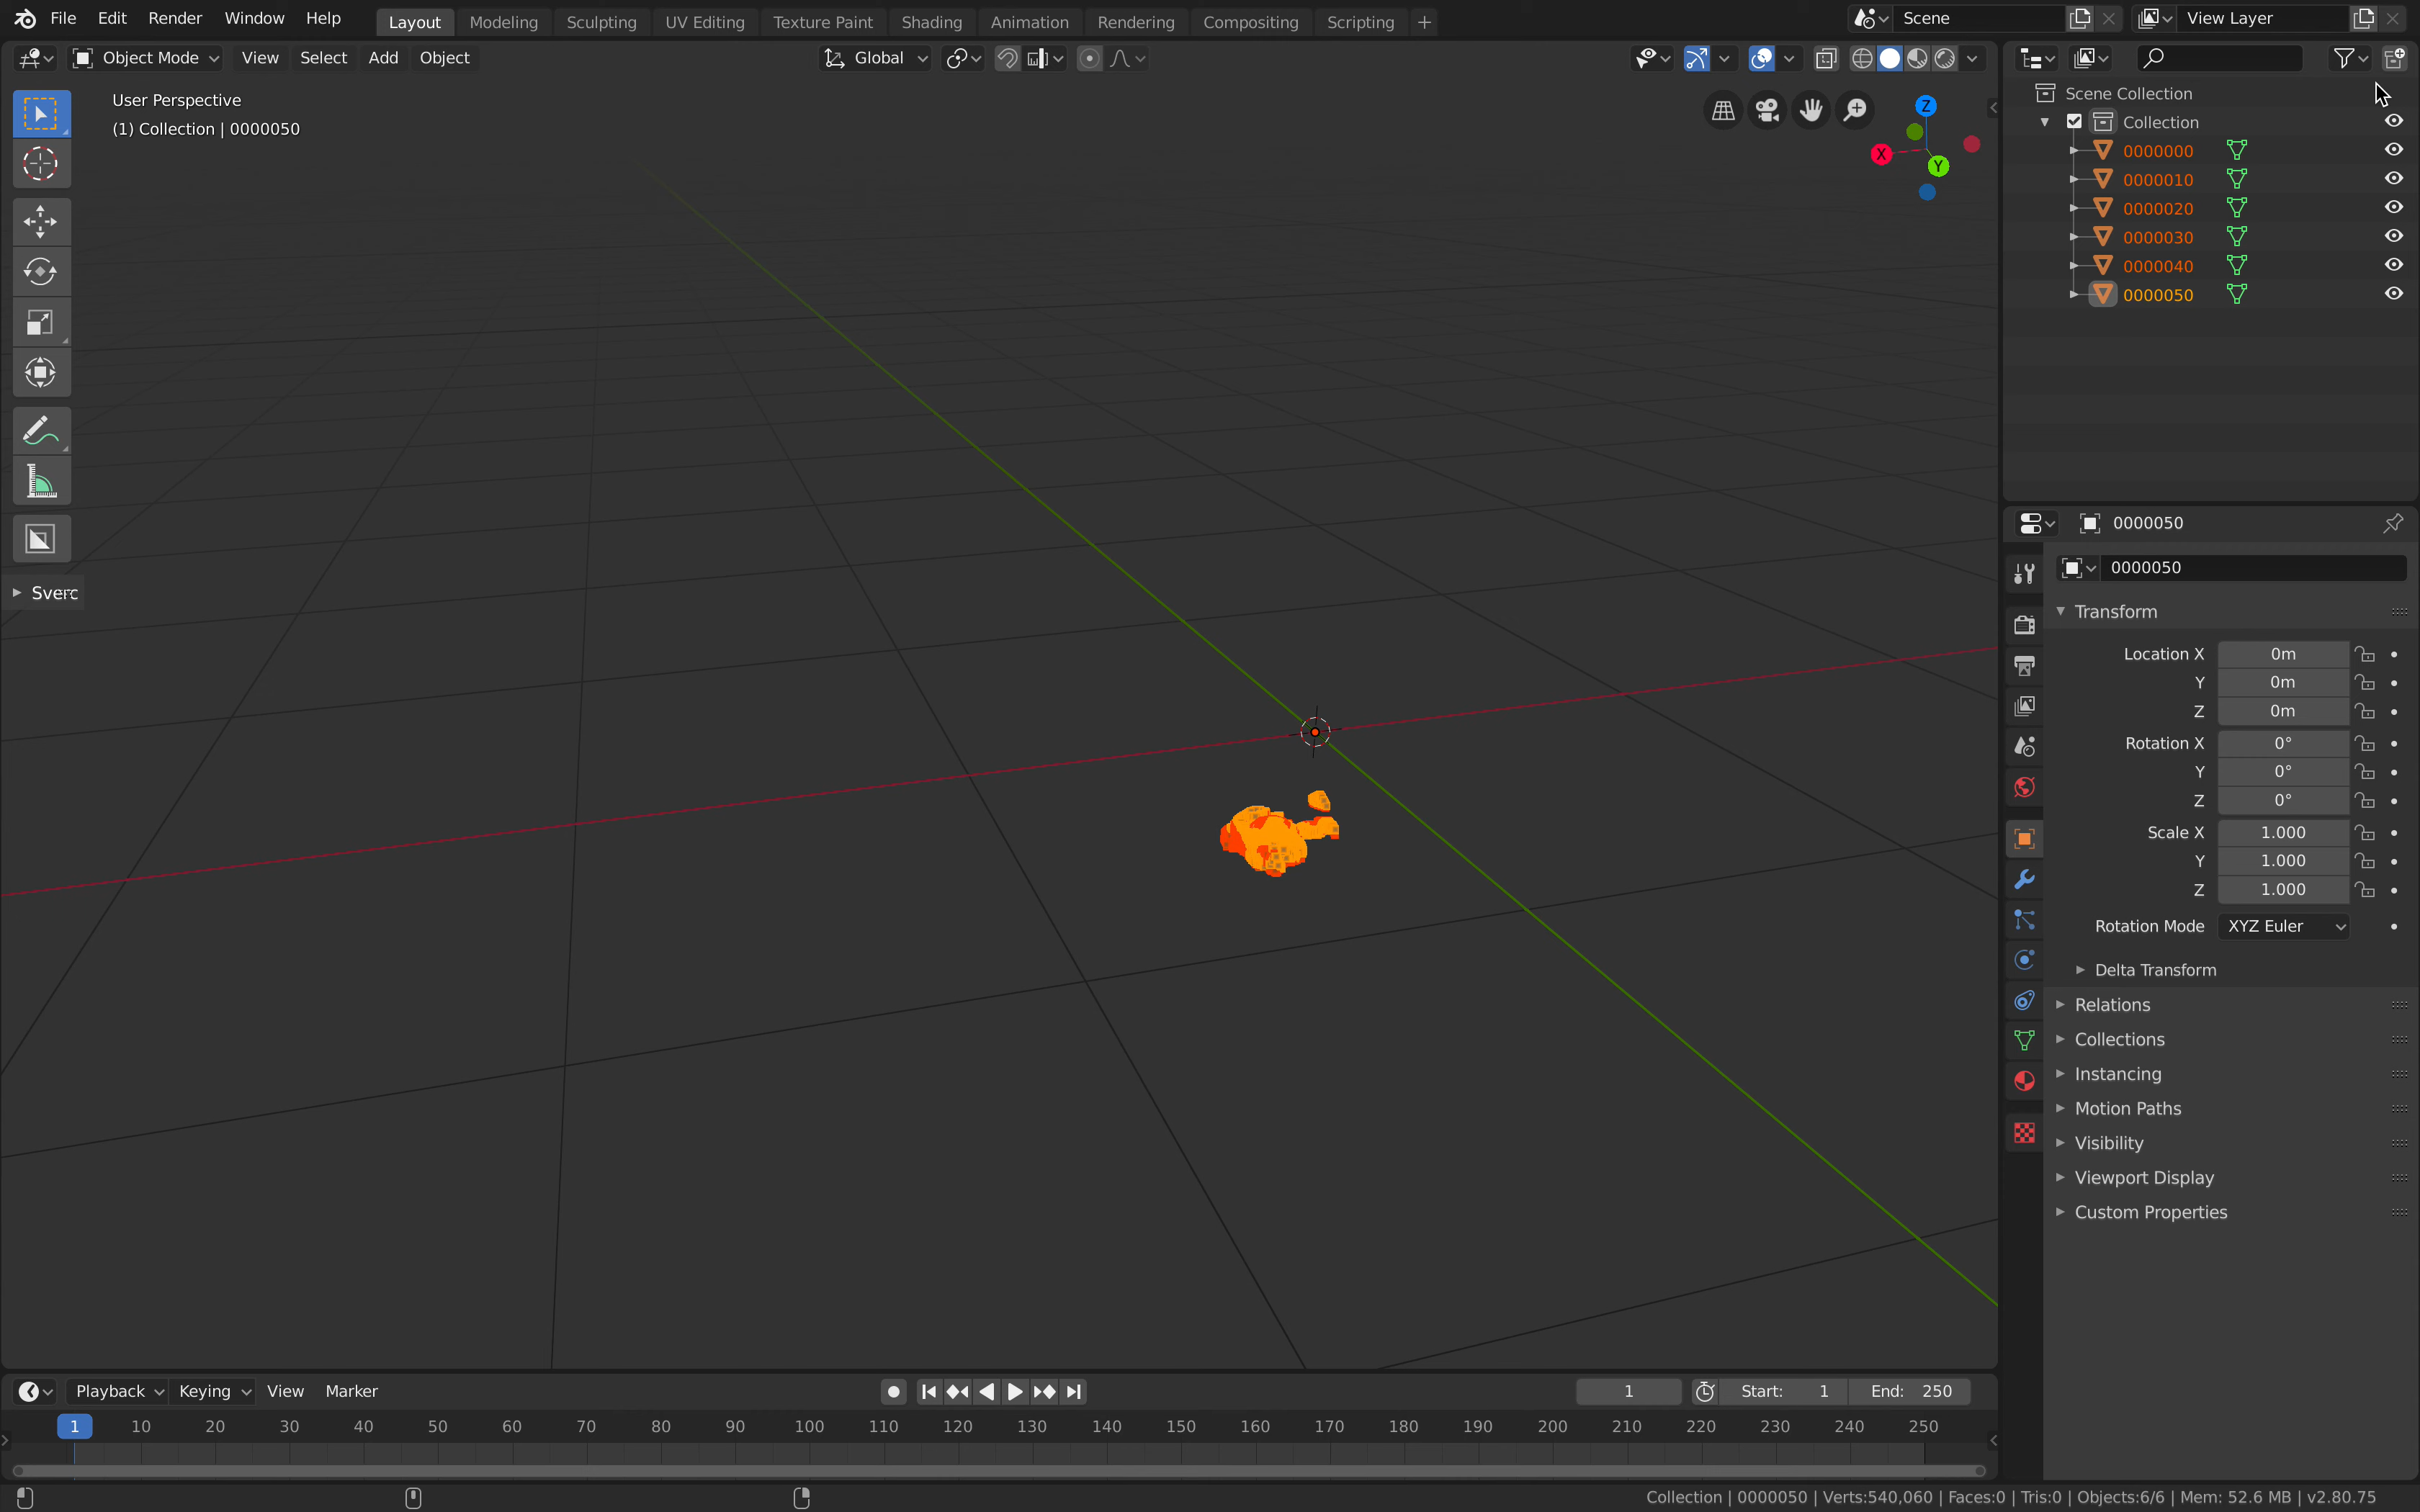 File Edit Render Window Help Layout Modeling Sculpting UV Editing Texture Paint Shading Animation Rendering Compositing Scripting + Scene View Layer
Object Mode View Select Add Object Global
User Perspective
(1) Collection | 0000050
Z
X
Y
Sverc
Scene Collection
Collection
0000000
0000010
0000020
0000030
0000040
0000050
0000050
0000050
Transform
Location X 0m
Y 0m
Z 0m
Rotation X 0°
Y 0°
Z 0°
Scale X 1.000
Y 1.000
Z 1.000
Rotation Mode XYZ Euler
Delta Transform
Relations
Collections
Instancing
Motion Paths
Visibility
Viewport Display
Custom Properties
Playback Keying View Marker 1 Start: 1 End: 250
1 10 20 30 40 50 60 70 80 90 100 110 120 130 140 150 160 170 180 190 200 210 220 230 240 250
Collection | 0000050 | Verts:540,060 | Faces:0 | Tris:0 | Objects:6/6 | Mem: 52.6 MB | v2.80.75